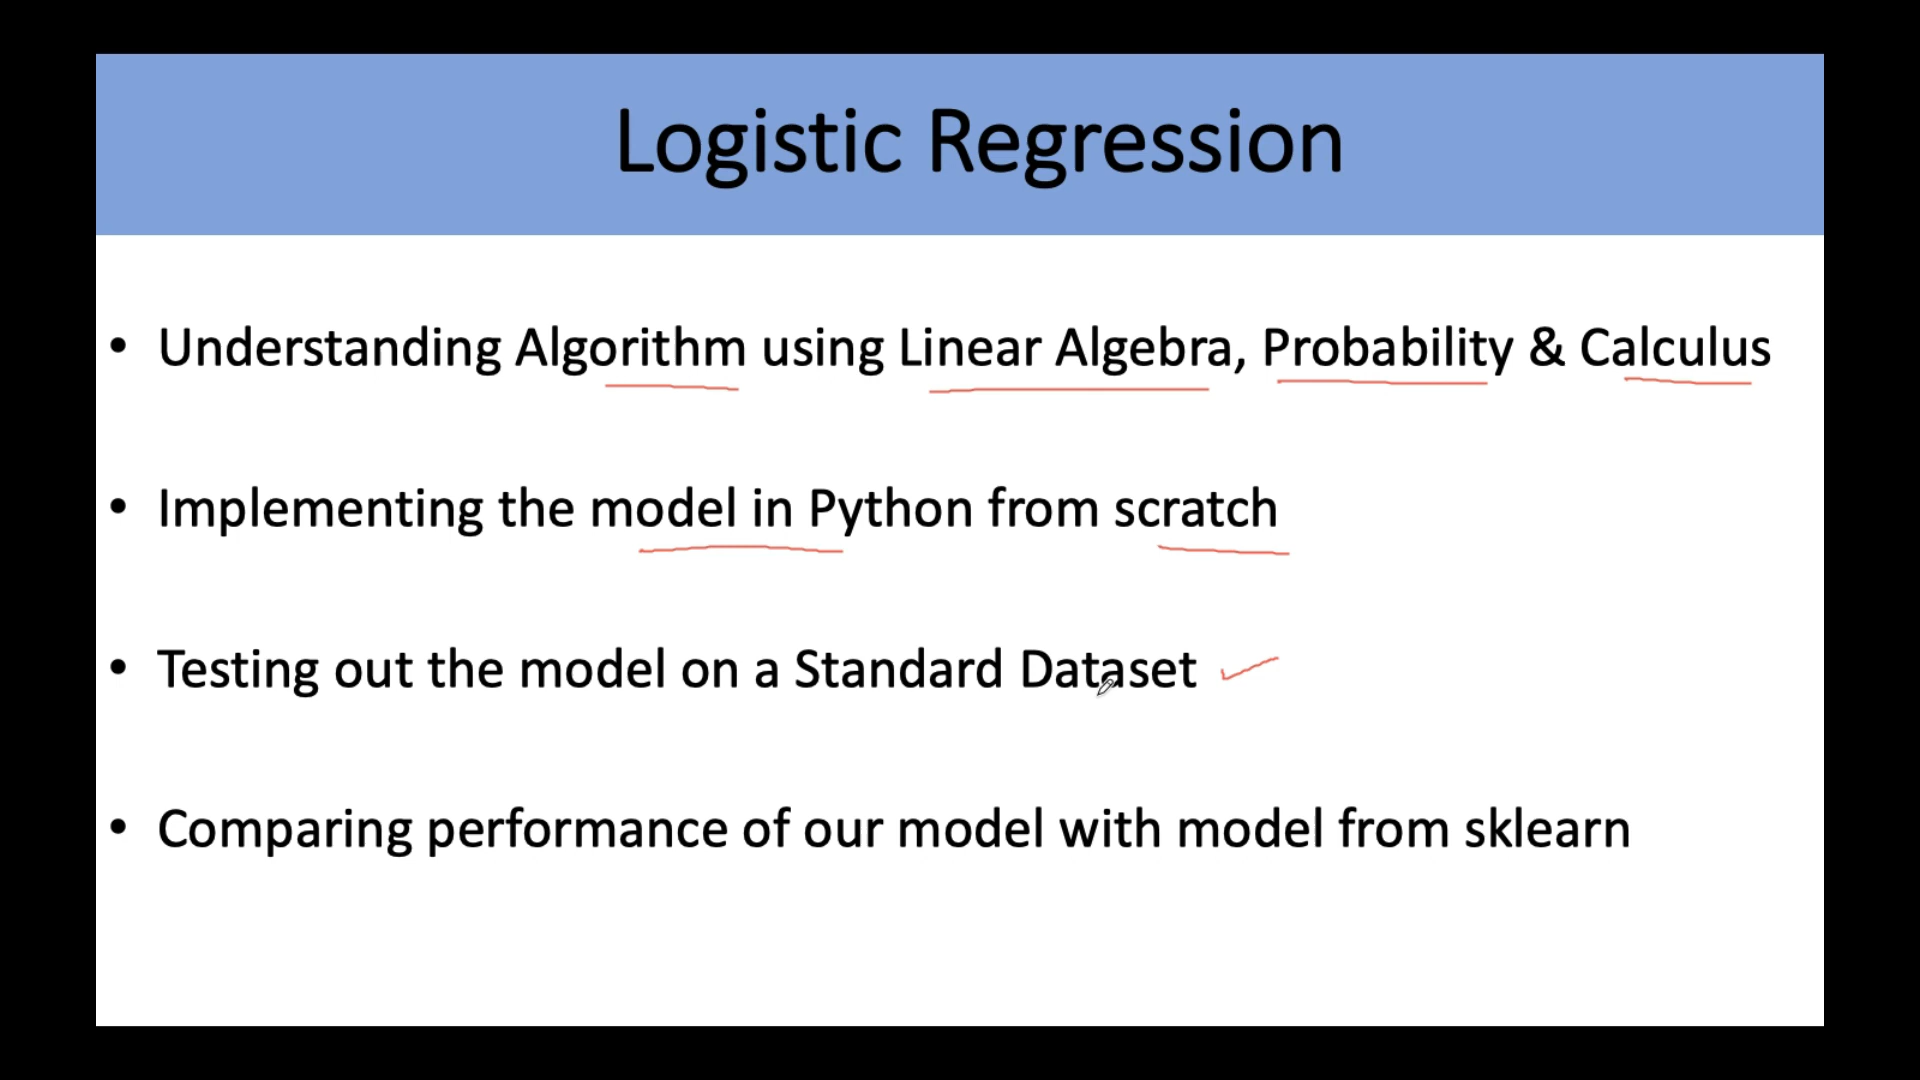 Logistic Regression
• Understanding Algorithm using Linear Algebra, Probability & Calculus
• Implementing the model in Python from scratch
• Testing out the model on a Standard Dataset
• Comparing performance of our model with model from sklearn